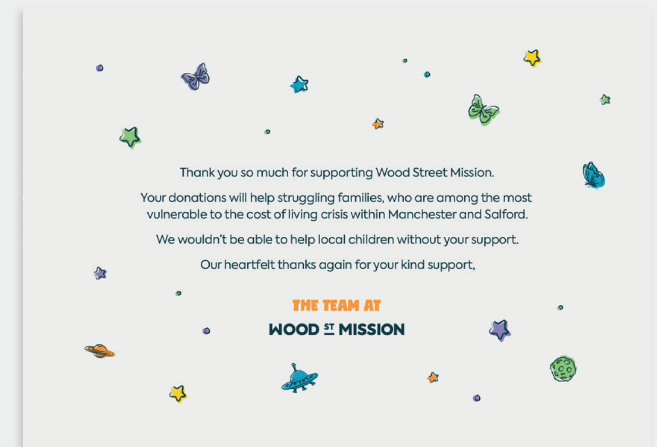 Thank you so much for supporting Wood Street Mission.
Your donations will help struggling families, who are among the most
vulnerable to the cost of living crisis within Manchester and Salford.
We wouldn't be able to help local children without your support.
Our heartfelt thanks again for your kind support,
THE TEAM AT
WOOD ST MISSION